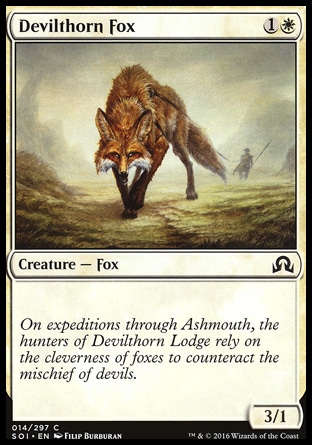 Devilthorn Fox 1
Creature — Fox
On expeditions through Ashmouth, the
hunters of Devilthorn Lodge rely on
the cleverness of foxes to counteract the
mischief of devils.
3/1
014/297 C
SOI • EN Filip Burburan
™ & © 2016 Wizards of the Coast